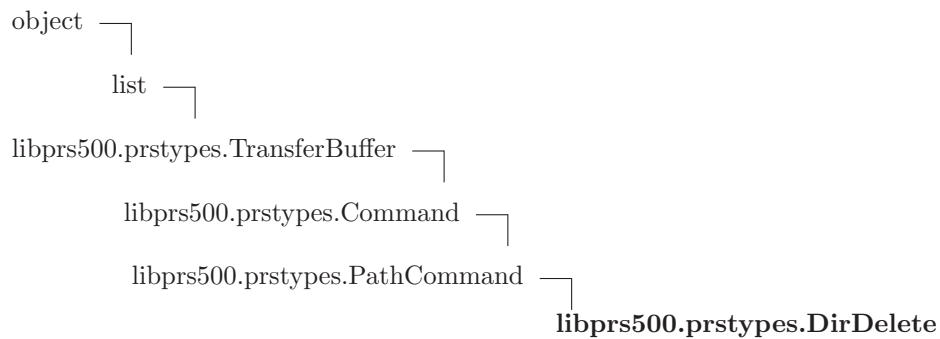 object
list
libprs500.prstypes.TransferBuffer
libprs500.prstypes.Command
libprs500.prstypes.PathCommand
libprs500.prstypes.DirDelete